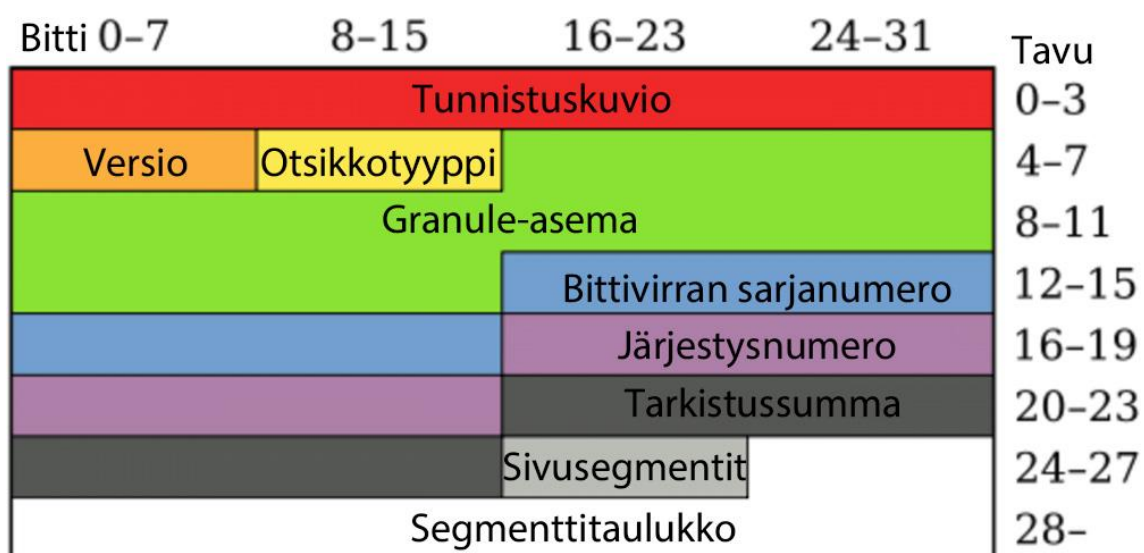 Bitti 0–7 8–15 16–23 24–31 Tavu
Tunnistuskuvio 0–3
Versio Otsikkotyyppi 4–7
Granule-asema 8–11
Bittivirran sarjanumero 12–15
Järjestysnumero 16–19
Tarkistussumma 20–23
Sivusegmentit 24–27
Segmenttitaulukko 28–